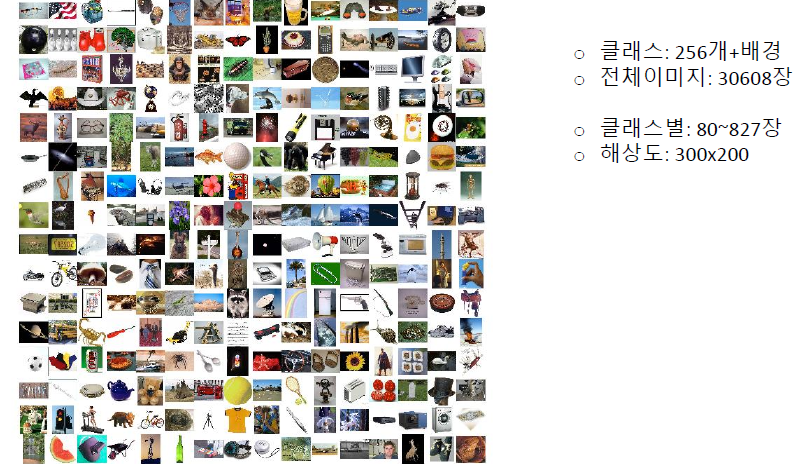 ○ 클래스: 256개+배경
○ 전체이미지: 30608장
○ 클래스별: 80~827장
○ 해상도: 300x200